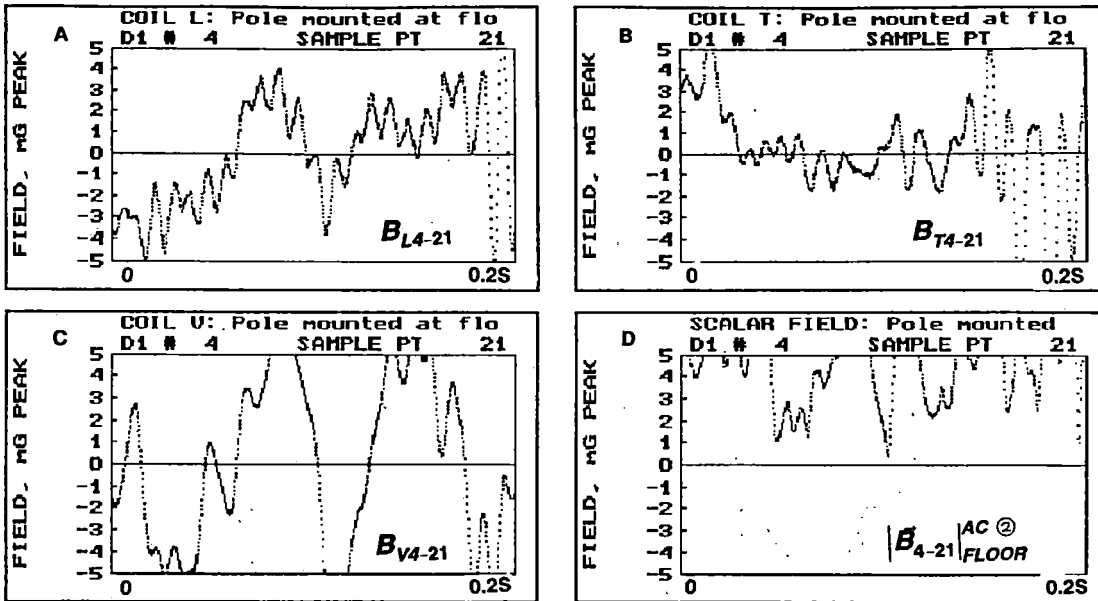 A
COIL L: Pole mounted at flo
D1 # 4 SAMPLE PT 21
FIELD, mG PEAK
5
4
3
2
1
0
-1
-2
-3
-4
-5
BL4-21
0 0.2S
B
COIL T: Pole mounted at flo
D1 # 4 SAMPLE PT 21
FIELD, mG PEAK
5
4
3
2
1
0
-1
-2
-3
-4
-5
BT4-21
0 0.2S
C
COIL V: Pole mounted at flo
D1 # 4 SAMPLE PT 21
FIELD, mG PEAK
5
4
3
2
1
0
-1
-2
-3
-4
-5
BV4-21
0 0.2S
D
SCALAR FIELD: Pole mounted
D1 # 4 SAMPLE PT 21
FIELD, mG PEAK
5
4
3
2
1
0
-1
-2
-3
-4
-5
|B4-21| AC ②
FLOOR
0 0.2S